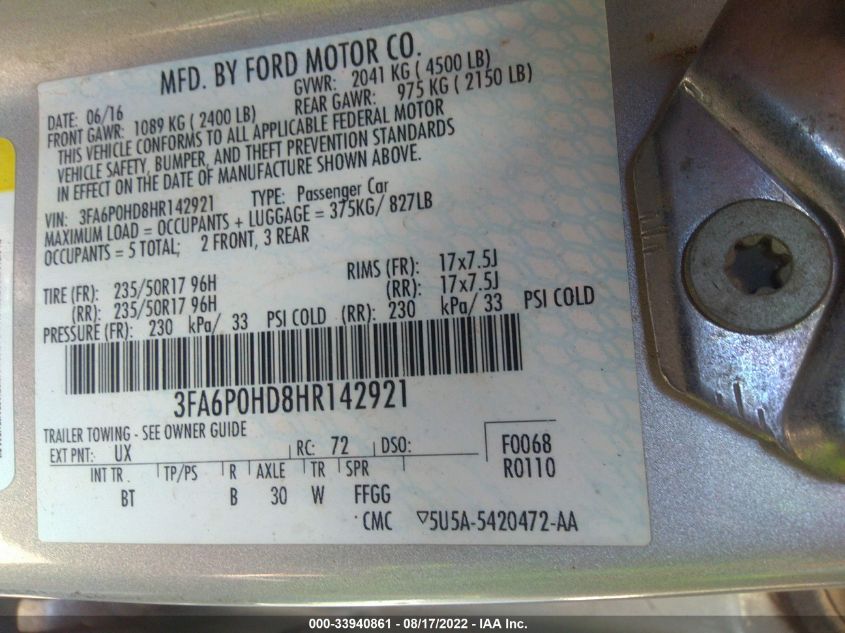 MFD. BY FORD MOTOR CO.
DATE: 06/16 GVWR: 2041 KG ( 4500 LB)
FRONT GAWR: 1089 KG ( 2400 LB) REAR GAWR: 975 KG ( 2150 LB)
THIS VEHICLE CONFORMS TO ALL APPLICABLE FEDERAL MOTOR
VEHICLE SAFETY, BUMPER, AND THEFT PREVENTION STANDARDS
IN EFFECT ON THE DATE OF MANUFACTURE SHOWN ABOVE.
VIN: 3FA6P0HD8HR142921 TYPE: Passenger Car
MAXIMUM LOAD = OCCUPANTS + LUGGAGE = 375KG/ 827LB
OCCUPANTS = 5 TOTAL; 2 FRONT, 3 REAR
TIRE (FR): 235/50R17 96H RIMS (FR): 17x7.5J
(RR): 235/50R17 96H (RR): 17x7.5J
PRESSURE (FR): 230 kPa/ 33 PSI COLD (RR): 230 kPa/ 33 PSI COLD
3FA6P0HD8HR142921
TRAILER TOWING - SEE OWNER GUIDE
EXT PNT: UX RC: 72 DSO: F0068
R0110
INT TR TP/PS R AXLE TR SPR
BT B 30 W FFGG
CMC ▽5U5A-5420472-AA
000-33940861 - 08/17/2022 - IAA Inc.